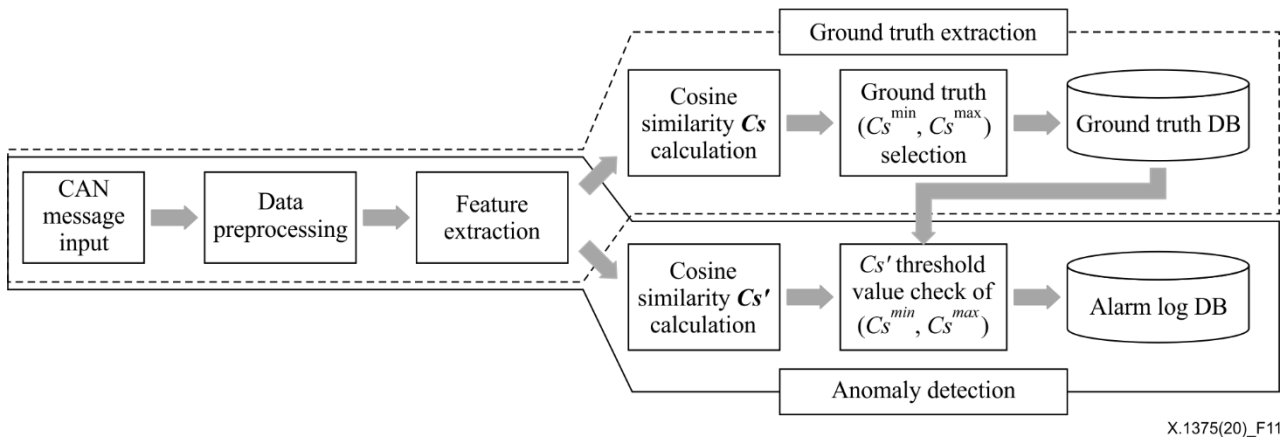 Ground truth extraction
CAN
message
input
Data
preprocessing
Feature
extraction
Cosine
similarity Cs
calculation
Ground truth
(Cs^min, Cs^max)
selection
Ground truth DB
Cosine
similarity Cs'
calculation
Cs' threshold
value check of
(Cs^min, Cs^max)
Alarm log DB
Anomaly detection
X.1375(20)_F11